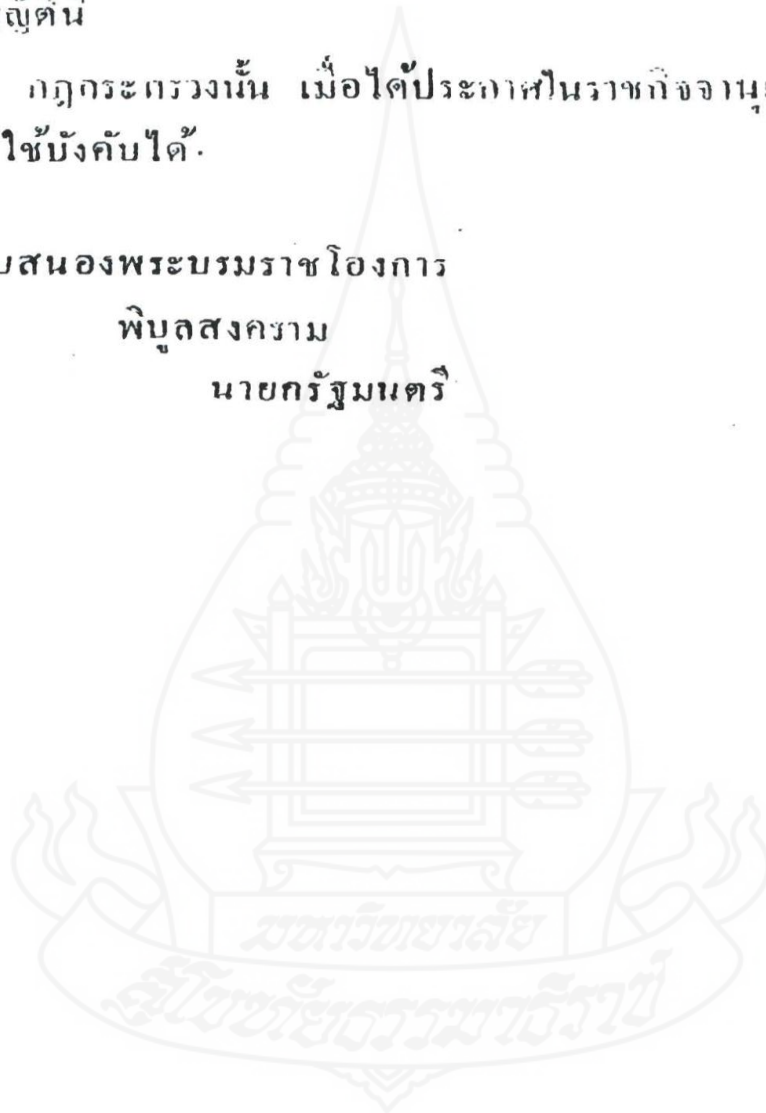 ญัตินี้
กฎกระทรวงนั้น เมื่อได้ประกาศในราชกิจจานุ
ใช้บังคับได้.
บสนองพระบรมราชโองการ
พิบูลสงคราม
นายกรัฐมนตรี
มหาวิทยาลัย
สุโขทัยธรรมาธิราช